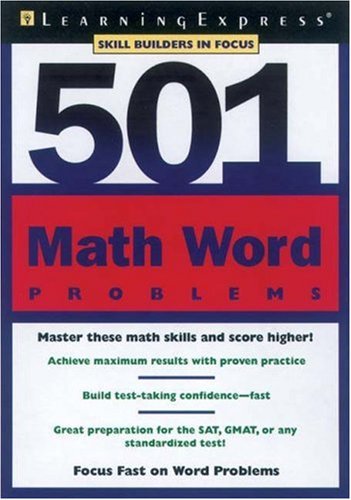 LEARNINGEXPRESS®
SKILL BUILDERS IN FOCUS
501
Math Word
PROBLEMS
Master these math skills and score higher!
Achieve maximum results with proven practice
Build test-taking confidence—fast
Great preparation for the SAT, GMAT, or any
standardized test!
Focus Fast on Word Problems